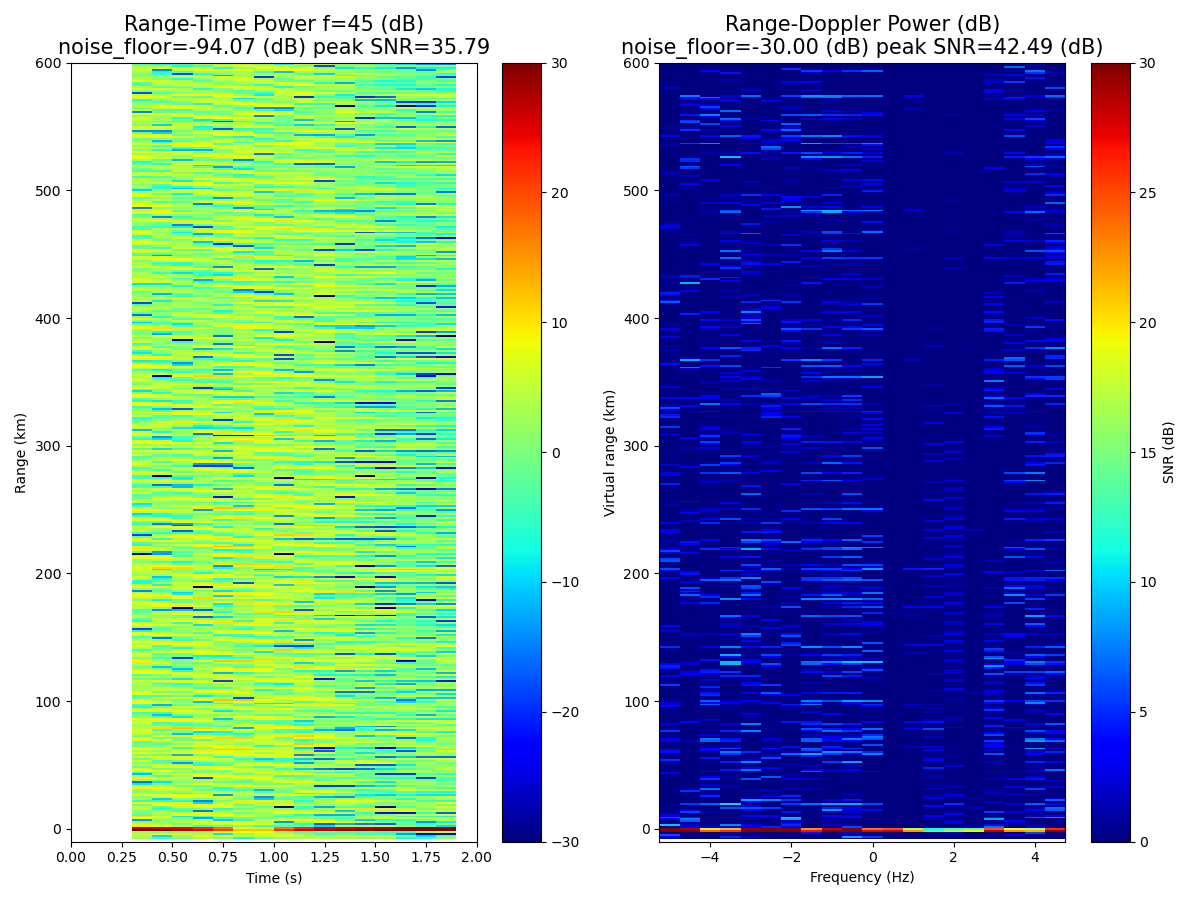 Range-Time Power f=45 (dB)
noise_floor=-94.07 (dB) peak SNR=35.79
Range (km)
600
500
400
300
200
100
0
0.00 0.25 0.50 0.75 1.00 1.25 1.50 1.75 2.00
Time (s)
30
20
10
0
−10
−20
−30
Range-Doppler Power (dB)
noise_floor=-30.00 (dB) peak SNR=42.49 (dB)
Virtual range (km)
600
500
400
300
200
100
0
−4 −2 0 2 4
Frequency (Hz)
30
25
20
15
10
5
0
SNR (dB)